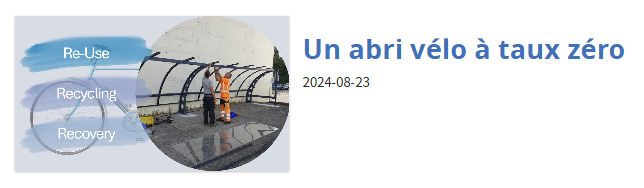 Re-Use
Recycling
Recovery
Un abri vélo à taux zéro
2024-08-23